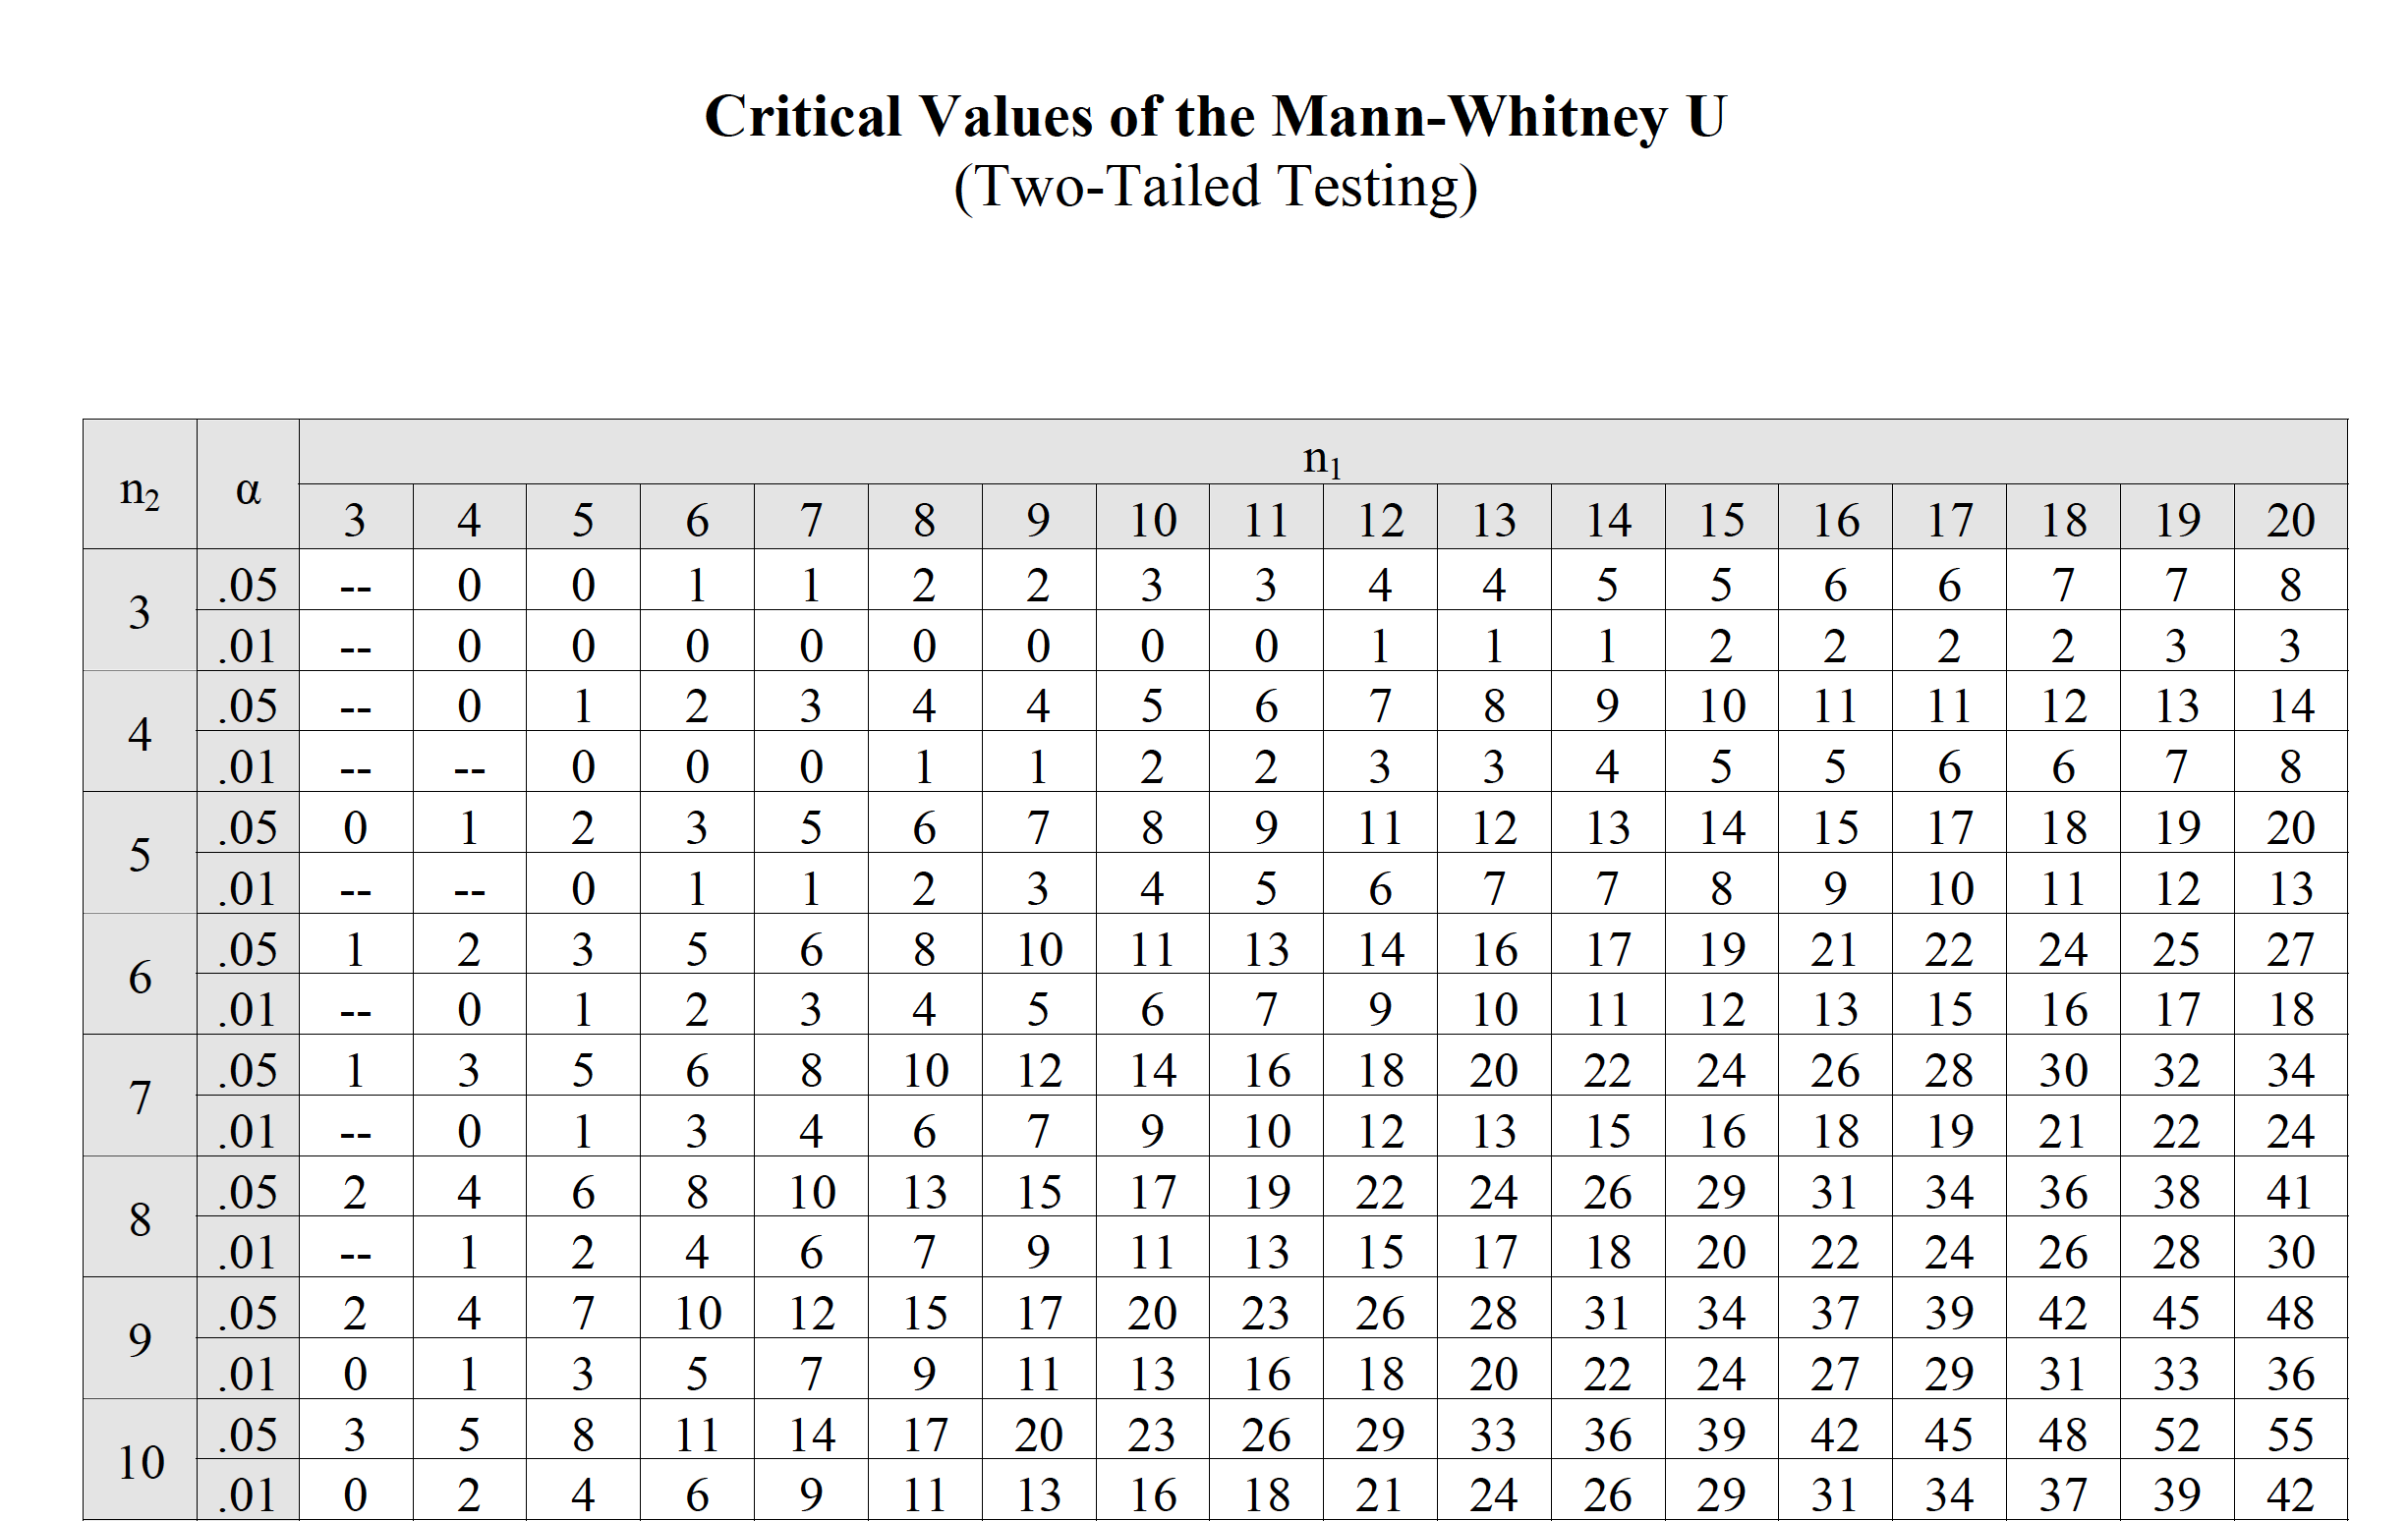 Critical Values of the Mann-Whitney U
(Two-Tailed Testing)
n₂ α n₁
3 4 5 6 7 8 9 10 11 12 13 14 15 16 17 18 19 20
3 .05 -- 0 0 1 1 2 2 3 3 4 4 5 5 6 6 7 7 8
.01 -- 0 0 0 0 0 0 0 0 1 1 1 2 2 2 2 3 3
4 .05 -- 0 1 2 3 4 4 5 6 7 8 9 10 11 11 12 13 14
.01 -- -- 0 0 0 1 1 2 2 3 3 4 5 5 6 6 7 8
5 .05 0 1 2 3 5 6 7 8 9 11 12 13 14 15 17 18 19 20
.01 -- -- 0 1 1 2 3 4 5 6 7 7 8 9 10 11 12 13
6 .05 1 2 3 5 6 8 10 11 13 14 16 17 19 21 22 24 25 27
.01 -- 0 1 2 3 4 5 6 7 9 10 11 12 13 15 16 17 18
7 .05 1 3 5 6 8 10 12 14 16 18 20 22 24 26 28 30 32 34
.01 -- 0 1 3 4 6 7 9 10 12 13 15 16 18 19 21 22 24
8 .05 2 4 6 8 10 13 15 17 19 22 24 26 29 31 34 36 38 41
.01 -- 1 2 4 6 7 9 11 13 15 17 18 20 22 24 26 28 30
9 .05 2 4 7 10 12 15 17 20 23 26 28 31 34 37 39 42 45 48
.01 0 1 3 5 7 9 11 13 16 18 20 22 24 27 29 31 33 36
10 .05 3 5 8 11 14 17 20 23 26 29 33 36 39 42 45 48 52 55
.01 0 2 4 6 9 11 13 16 18 21 24 26 29 31 34 37 39 42